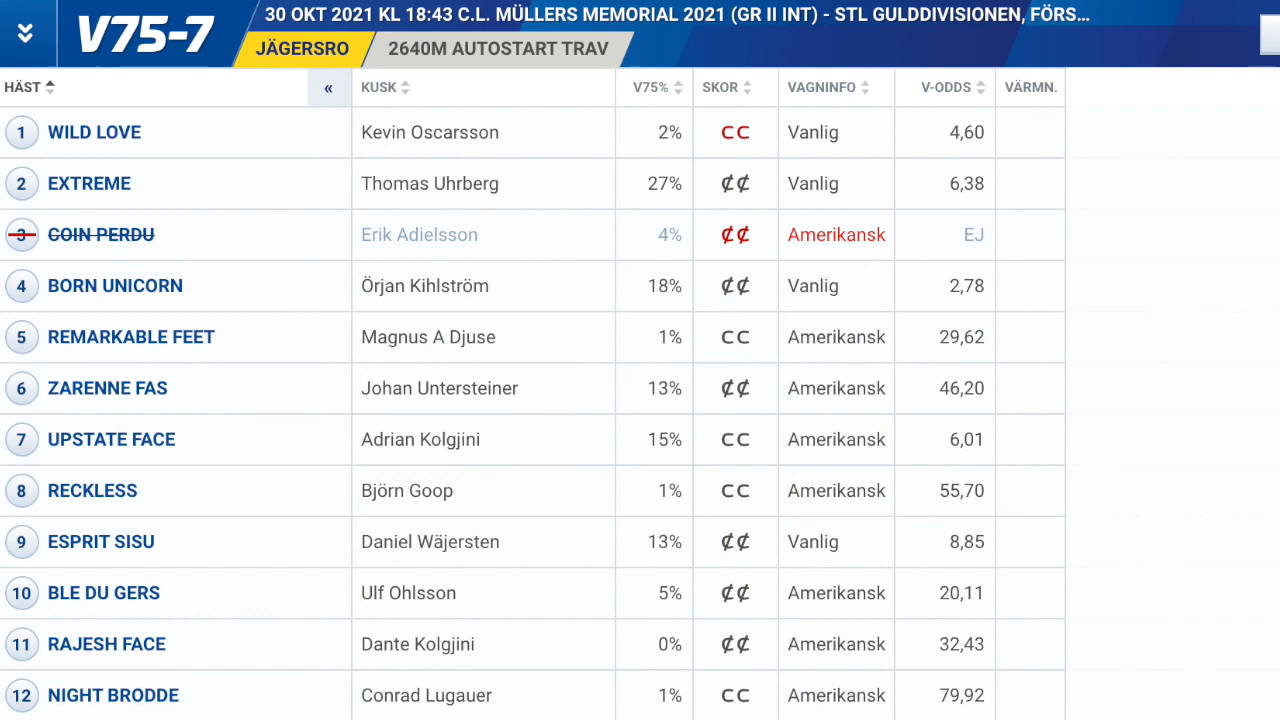 V75-7
30 OKT 2021 KL 18:43 C.L. MÜLLERS MEMORIAL 2021 (GR II INT) - STL GULDDIVISIONEN, FÖRS...
JÄGERSRO 2640M AUTOSTART TRAV
HÄST « KUSK V75% SKOR VAGNINFO V-ODDS VÄRMN.
1 WILD LOVE Kevin Oscarsson 2% C C Vanlig 4,60
2 EXTREME Thomas Uhrberg 27% ₵ ₵ Vanlig 6,38
3 COIN PERDU Erik Adielsson 4% ₵ ₵ Amerikansk EJ
4 BORN UNICORN Örjan Kihlström 18% ₵ ₵ Vanlig 2,78
5 REMARKABLE FEET Magnus A Djuse 1% C C Amerikansk 29,62
6 ZARENNE FAS Johan Untersteiner 13% ₵ ₵ Amerikansk 46,20
7 UPSTATE FACE Adrian Kolgjini 15% C C Amerikansk 6,01
8 RECKLESS Björn Goop 1% C C Amerikansk 55,70
9 ESPRIT SISU Daniel Wäjersten 13% ₵ ₵ Vanlig 8,85
10 BLE DU GERS Ulf Ohlsson 5% ₵ ₵ Amerikansk 20,11
11 RAJESH FACE Dante Kolgjini 0% ₵ ₵ Amerikansk 32,43
12 NIGHT BRODDE Conrad Lugauer 1% C C Amerikansk 79,92